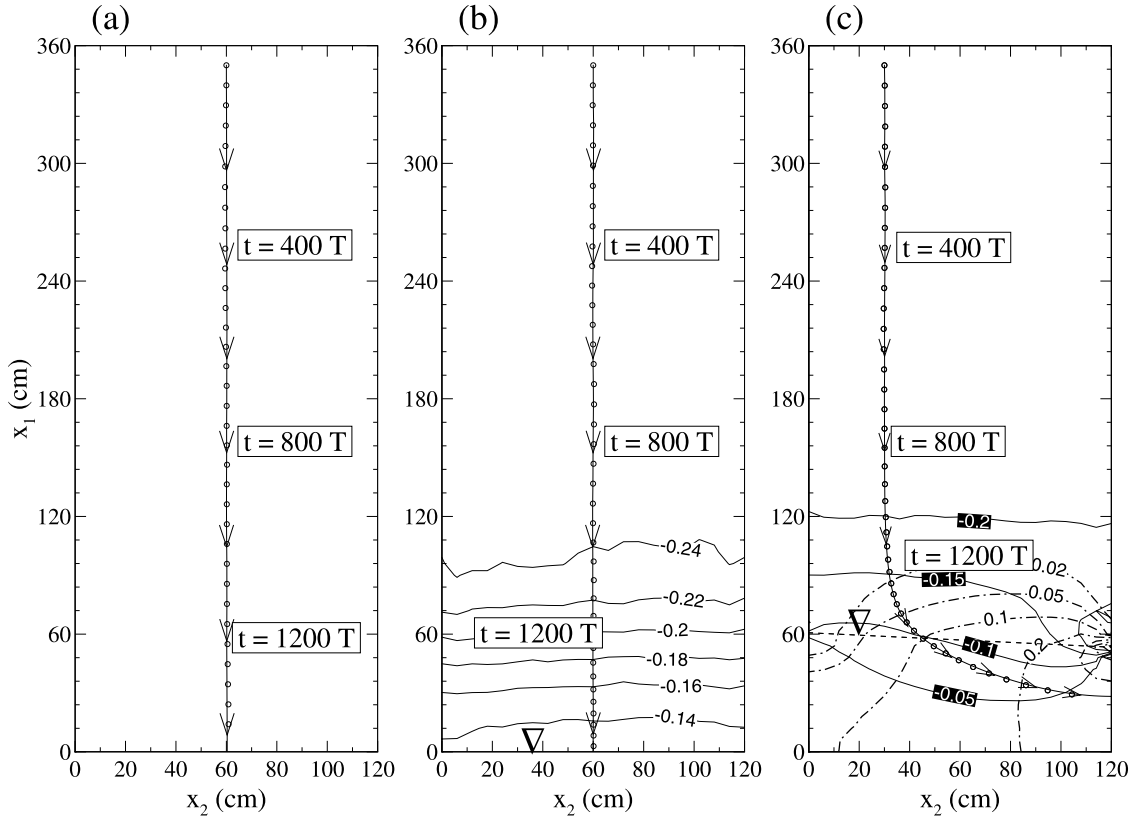 (a) (b) (c)
360 360 360
300 300 300
240 240 240
180 180 180
120 120 120
60 60 60
0 0 0
0 20 40 60 80 100 120
0 20 40 60 80 100 120
0 20 40 60 80 100 120
x1 (cm)
x2 (cm)
x2 (cm)
x2 (cm)
t = 400 T
t = 800 T
t = 1200 T
t = 400 T
t = 800 T
-0.24
-0.22
-0.2
t = 1200 T
-0.18
-0.16
-0.14
t = 400 T
t = 800 T
-0.2
t = 1200 T
0.02
-0.15
0.05
0.1
-0.1
0.2
-0.05